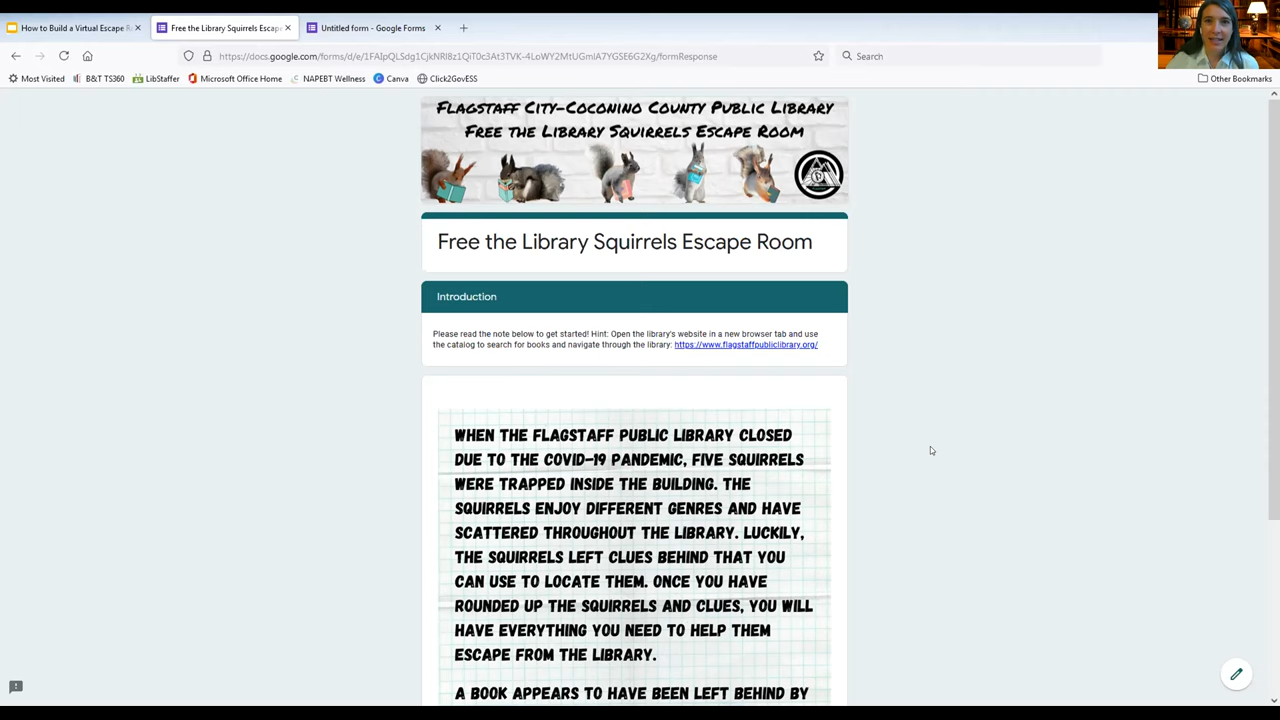 How to Build a Virtual Escape R
Free the Library Squirrels Escap
Untitled form - Google Forms
Search
Most Visited
B&T TS360
LibStaffer
Microsoft Office Home
NAPEBT Wellness
Canva
Click2GovESS
Other Bookmarks
FLAGSTAFF CITY-COCONINO COUNTY PUBLIC LIBRARY
FREE THE LIBRARY SQUIRRELS ESCAPE ROOM
Free the Library Squirrels Escape Room
Introduction
Please read the note below to get started! Hint: Open the library's website in a new browser tab and use
the catalog to search for books and navigate through the library: https://www.flagstaffpubliclibrary.org/
WHEN THE FLAGSTAFF PUBLIC LIBRARY CLOSED
DUE TO THE COVID-19 PANDEMIC, FIVE SQUIRRELS
WERE TRAPPED INSIDE THE BUILDING. THE
SQUIRRELS ENJOY DIFFERENT GENRES AND HAVE
SCATTERED THROUGHOUT THE LIBRARY. LUCKILY,
THE SQUIRRELS LEFT CLUES BEHIND THAT YOU
CAN USE TO LOCATE THEM. ONCE YOU HAVE
ROUNDED UP THE SQUIRRELS AND CLUES, YOU WILL
HAVE EVERYTHING YOU NEED TO HELP THEM
ESCAPE FROM THE LIBRARY.
A BOOK APPEARS TO HAVE BEEN LEFT BEHIND BY